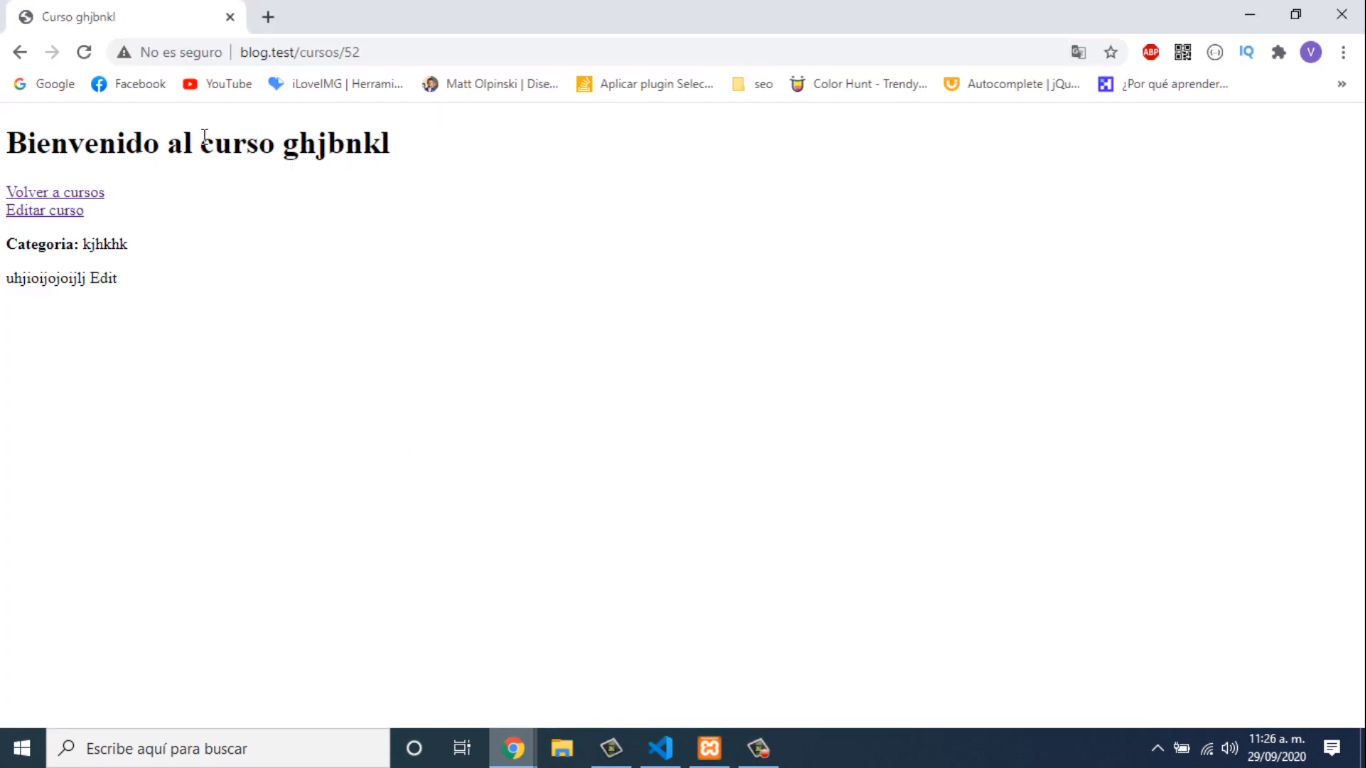 Curso ghjbnkl
No es seguro blog.test/cursos/52
ABP IQ V
Google Facebook YouTube iLoveIMG | Herrami... Matt Olpinski | Dise... Aplicar plugin Selec... seo Color Hunt - Trendy... Autocomplete | jQu... ¿Por qué aprender... »
Bienvenido al curso ghjbnkl
Volver a cursos
Editar curso
Categoria: kjhkhk
uhjioijojoijlj Edit
Escribe aquí para buscar
11:26 a. m.
29/09/2020